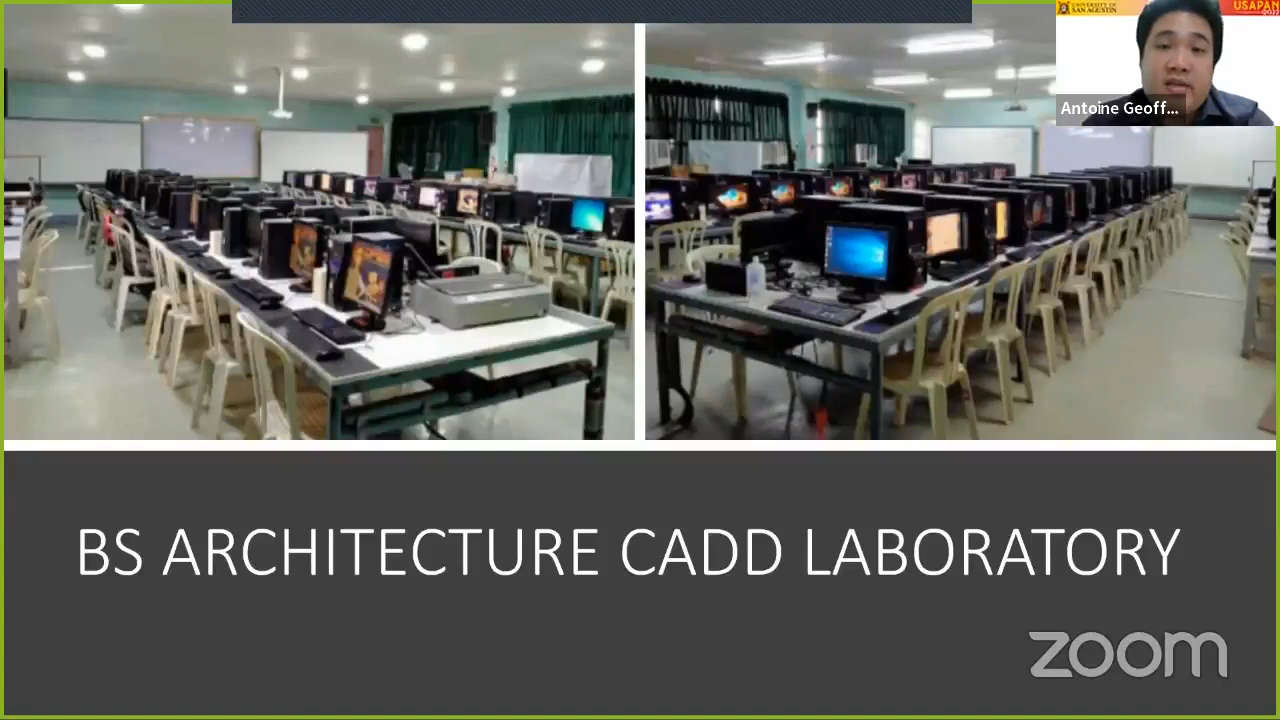 UNIVERSITY OF
SAN AGUSTIN
USAPAN
Antoine Geoff...
BS ARCHITECTURE CADD LABORATORY
zoom